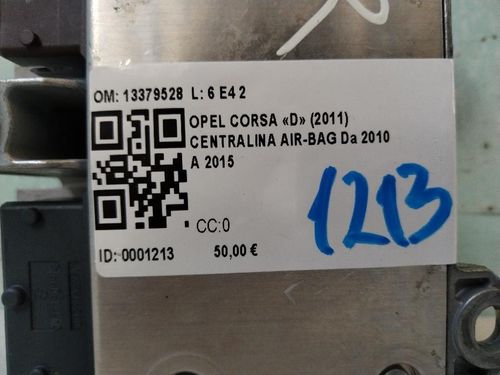 OM: 13379528 L: 6 E4 2
OPEL CORSA «D» (2011)
CENTRALINA AIR-BAG Da 2010
A 2015
CC:0
ID: 0001213 50,00 €
1213